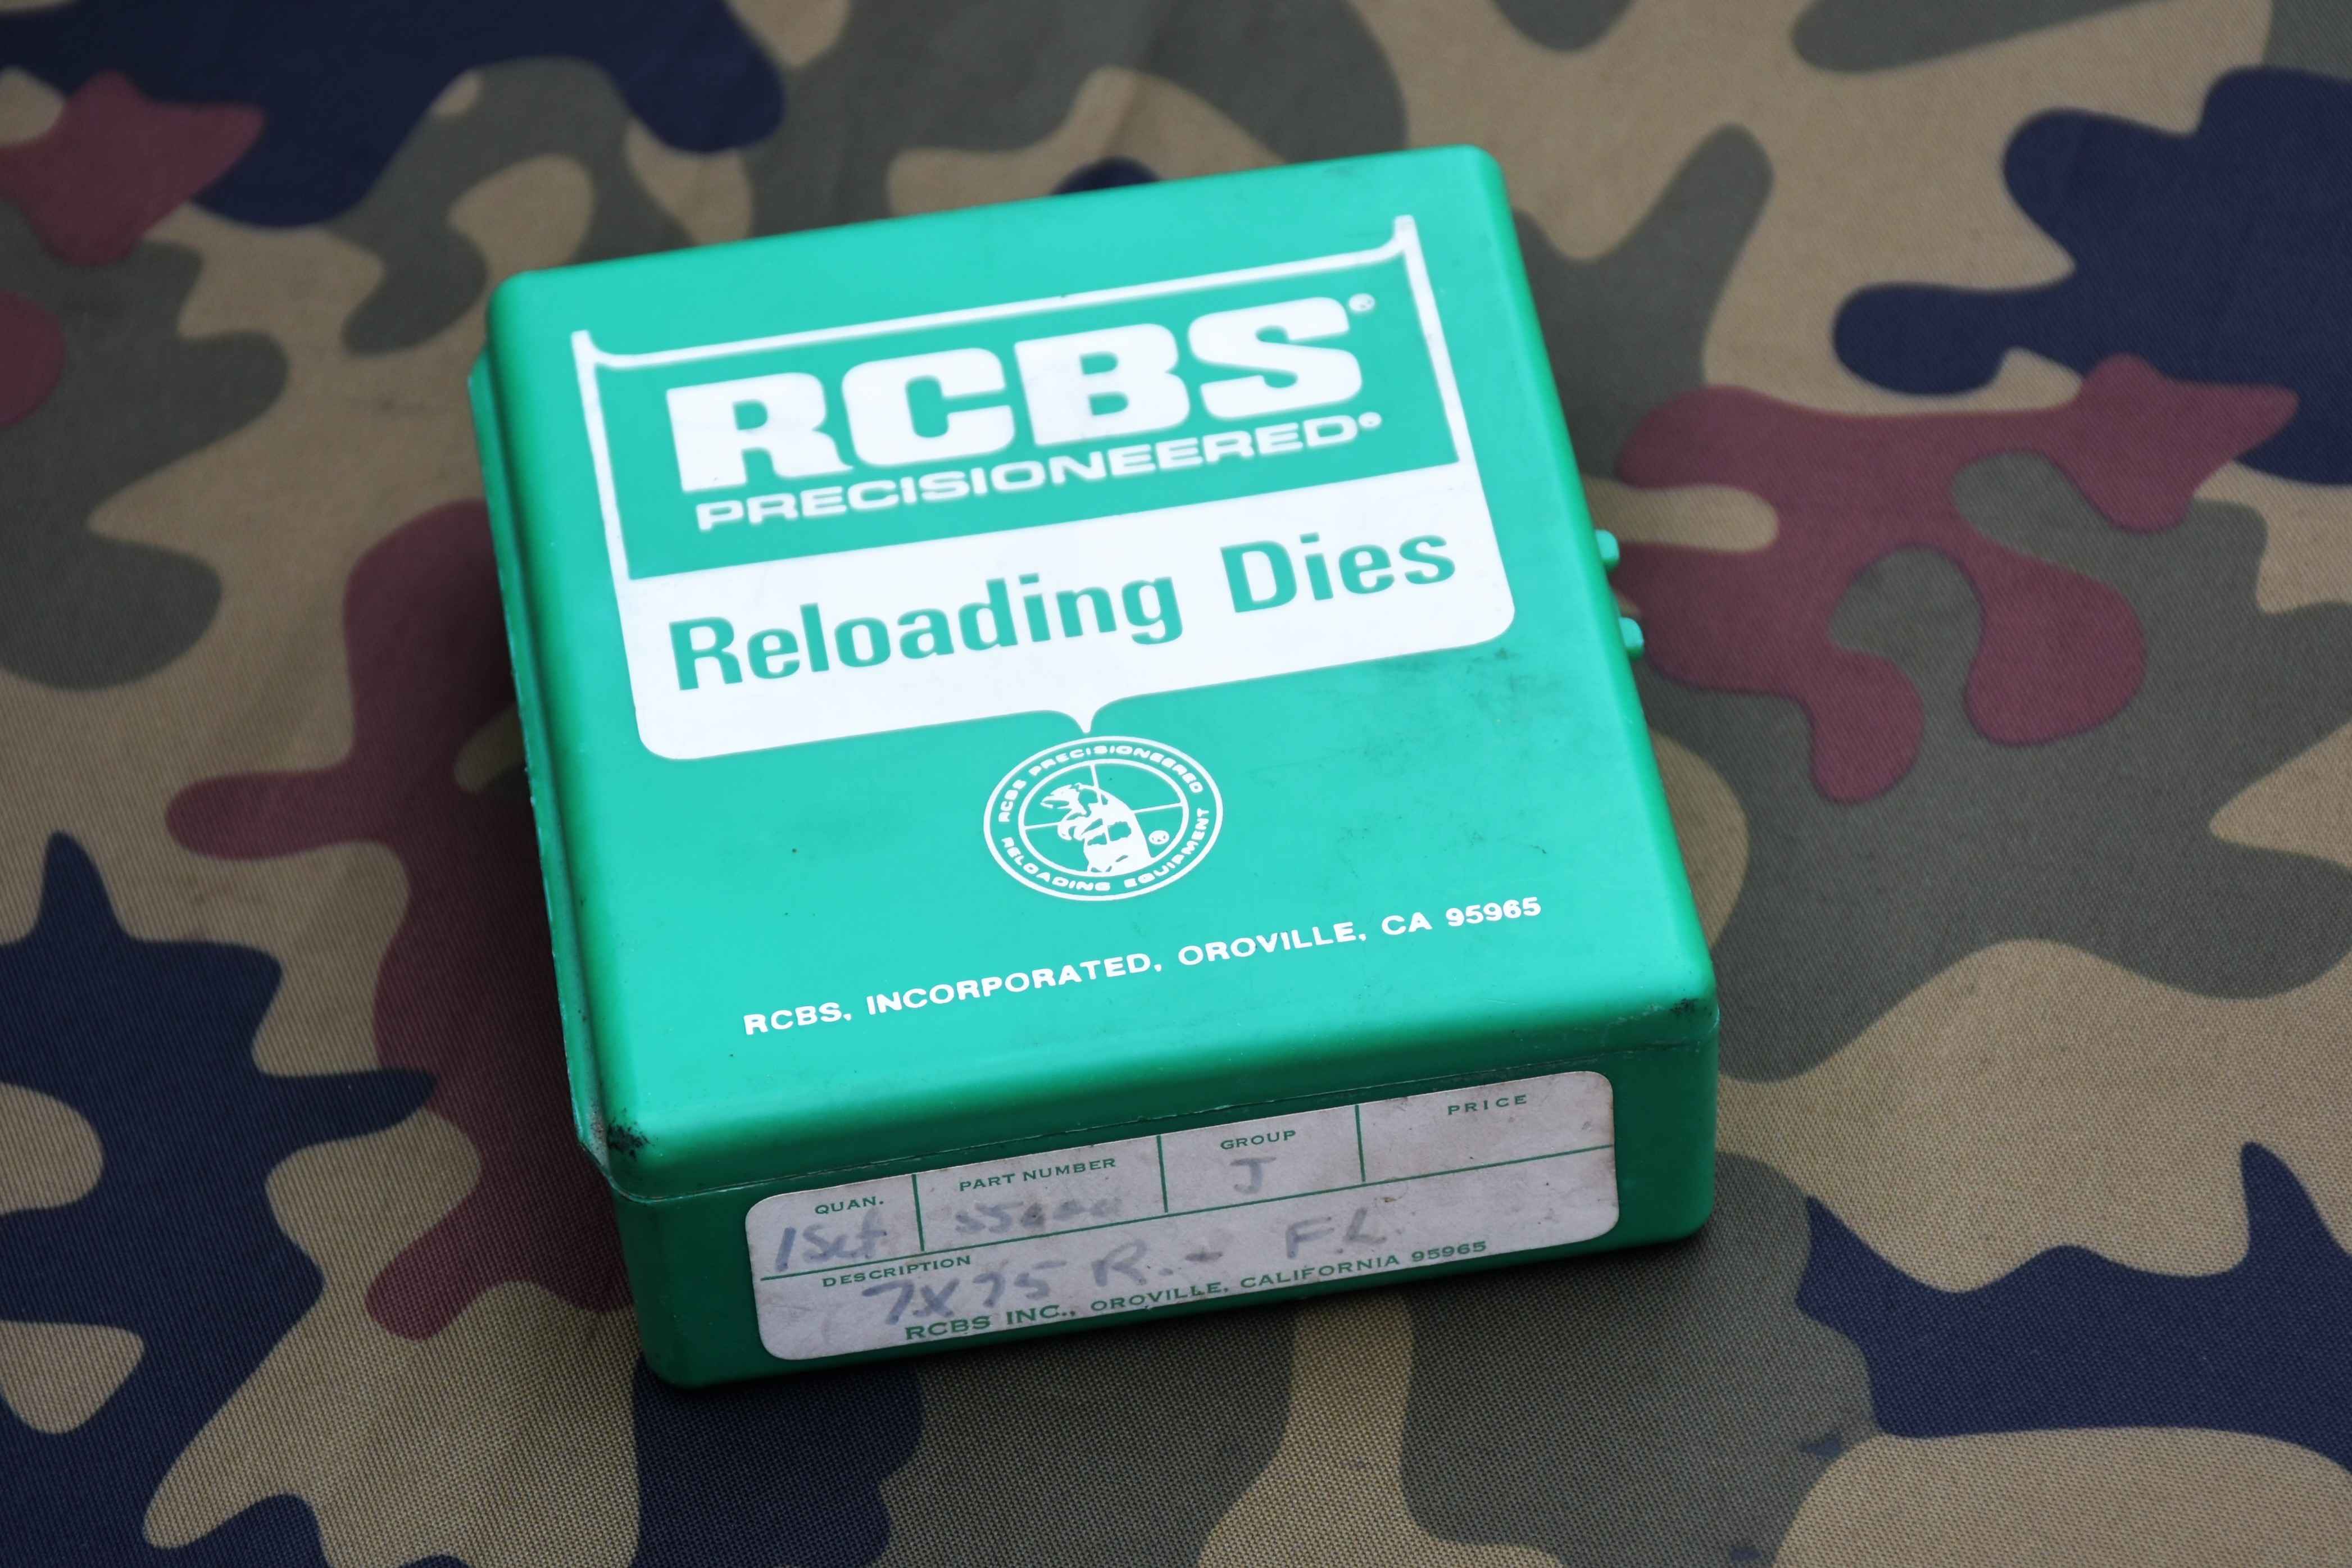 RCBS®
PRECISIONEERED®
Reloading Dies
RCBS PRECISIONEERED
RELOADING EQUIPMENT
®
RCBS, INCORPORATED, OROVILLE, CA 95965
QUAN. PART NUMBER GROUP PRICE
1 Set J
DESCRIPTION
7X75 R. - F.L.
RCBS INC., OROVILLE, CALIFORNIA 95965